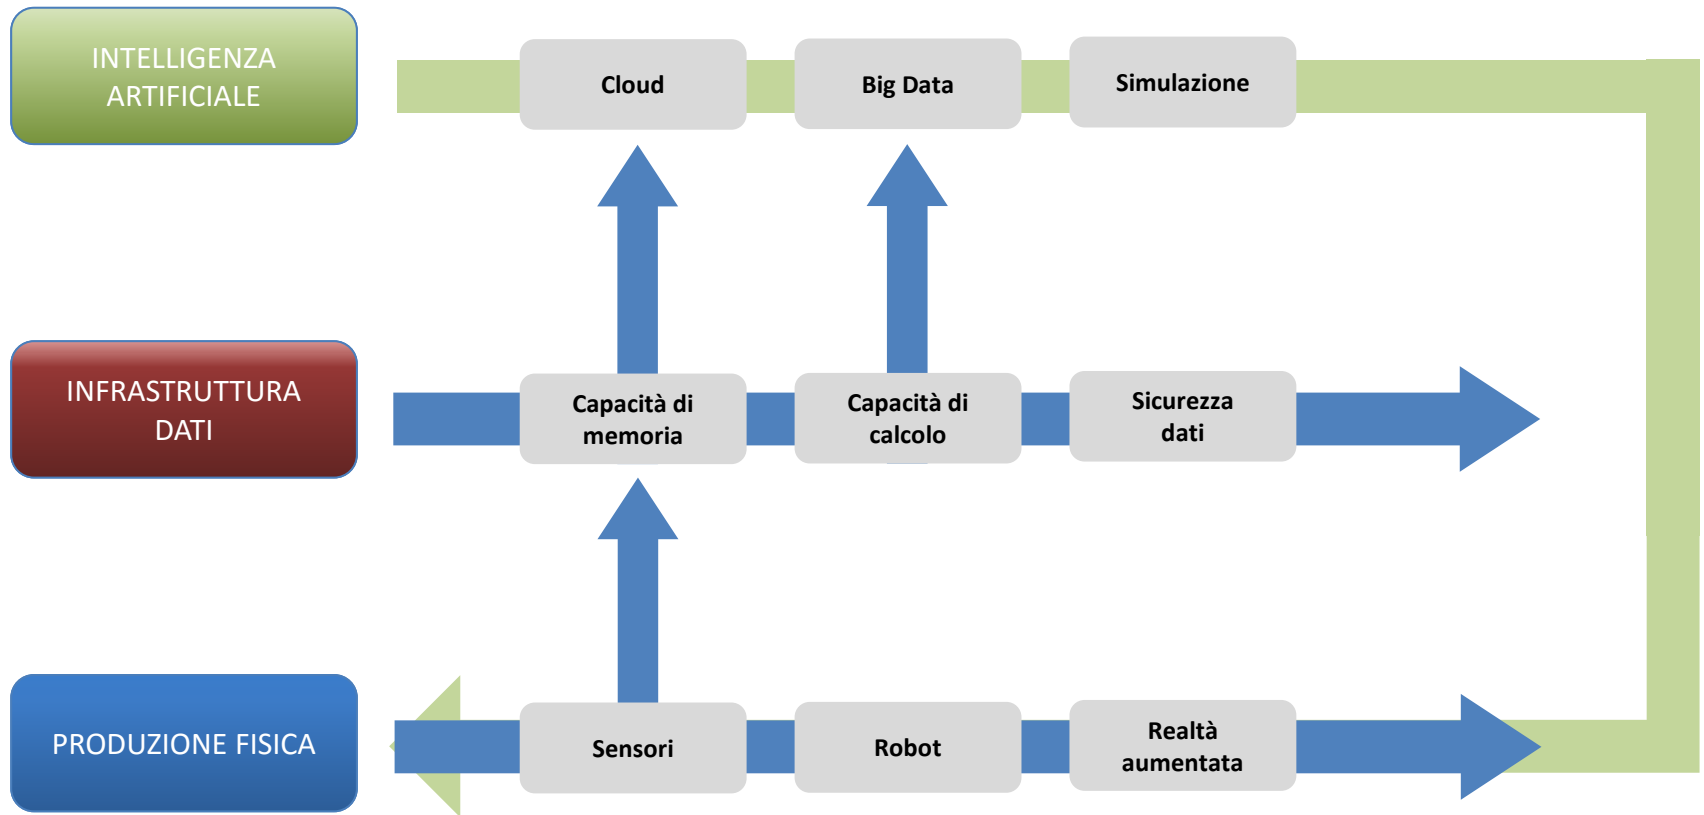 INTELLIGENZA
ARTIFICIALE
Cloud
Big Data
Simulazione
INFRASTRUTTURA
DATI
Capacità di
memoria
Capacità di
calcolo
Sicurezza
dati
PRODUZIONE FISICA
Sensori
Robot
Realtà
aumentata